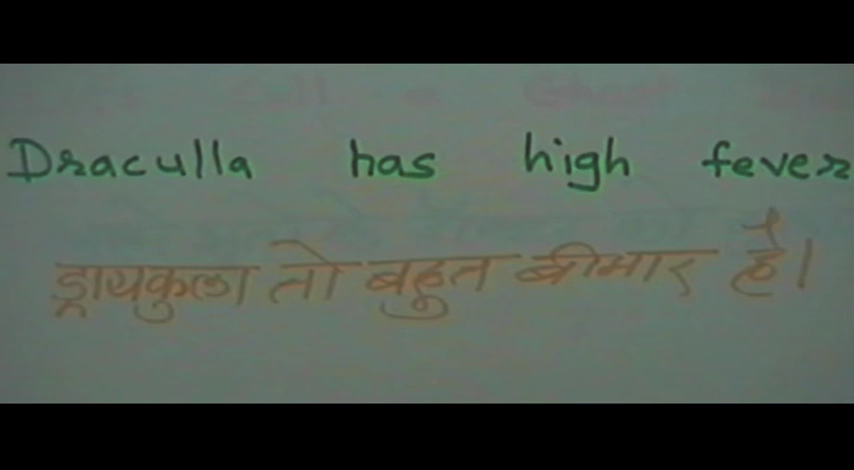 Draculla has high fever
ड्रायकुला तो बहुत बीमार है।